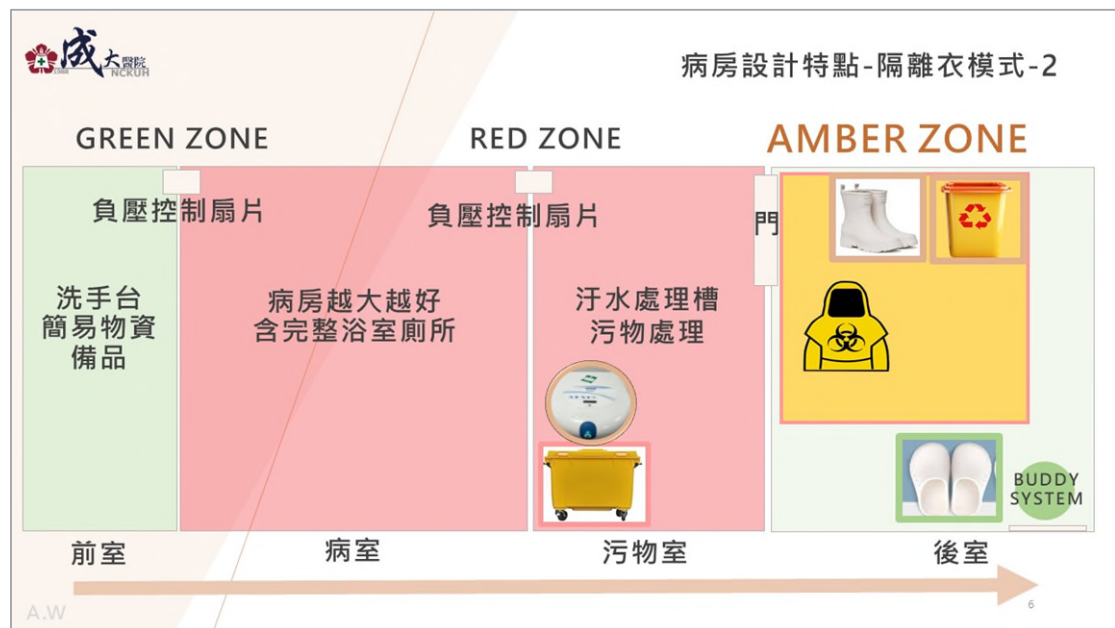 成大醫院
1988 NCKUH
病房設計特點-隔離衣模式-2
GREEN ZONE
RED ZONE
AMBER ZONE
負壓控制扇片
負壓控制扇片
門
洗手台
簡易物資
備品
病房越大越好
含完整浴室廁所
汙水處理槽
污物處理
BUDDY
SYSTEM
前室
病室
污物室
後室
A.W
6